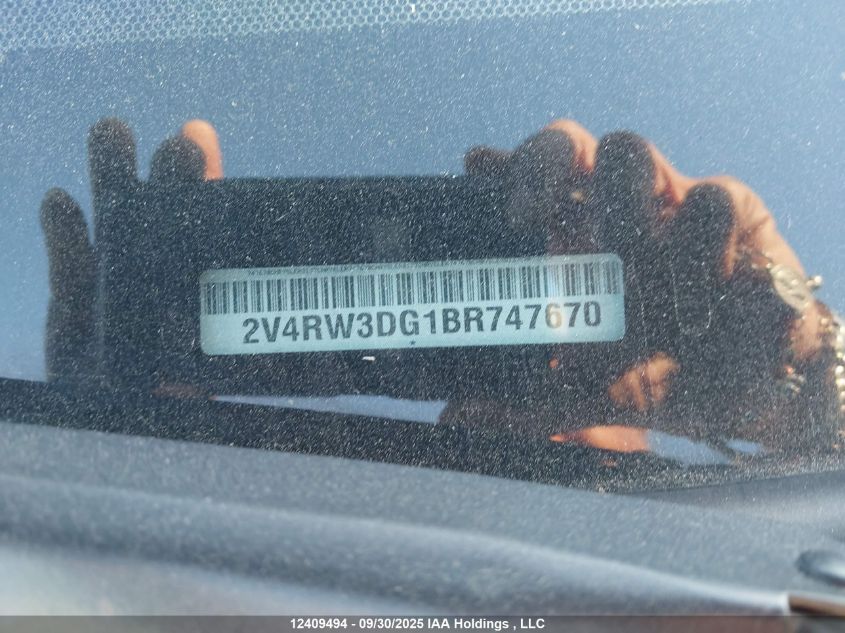 2V4RW3DG1BR747670
12409494 - 09/30/2025 IAA Holdings , LLC